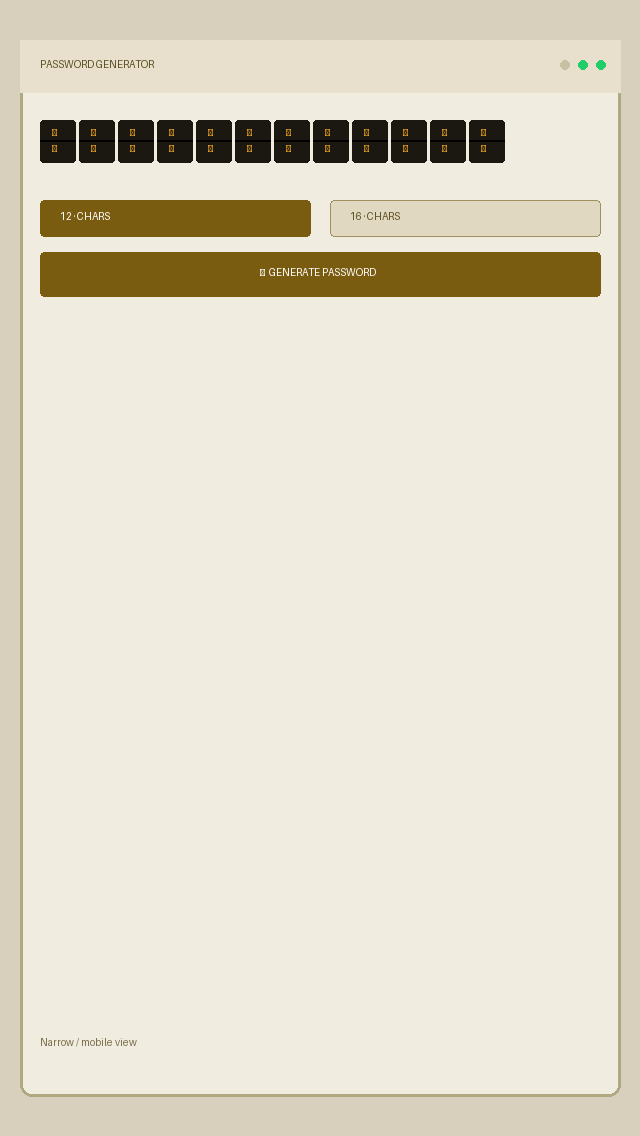 PASSWORD GENERATOR
12·CHARS
16·CHARS
GENERATE PASSWORD
Narrow / mobile view